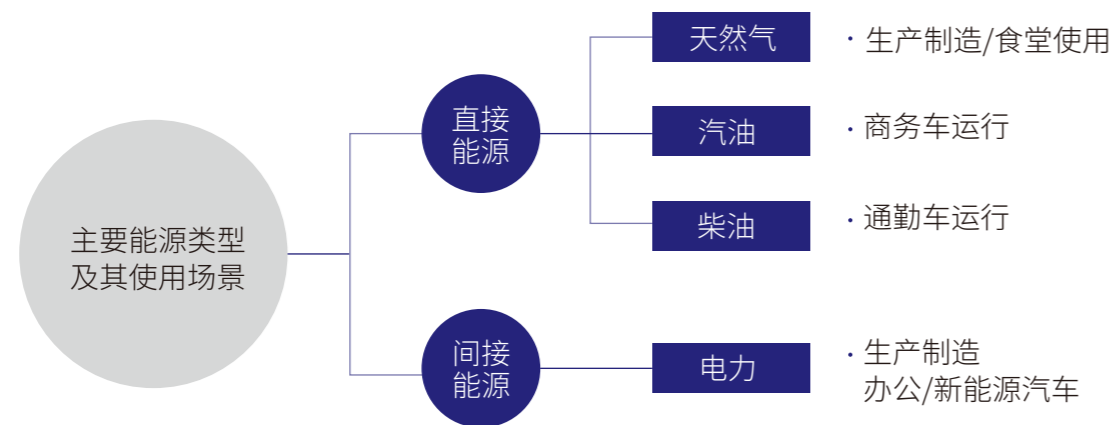 主要能源类型
及其使用场景
直接
能源
天然气
· 生产制造/食堂使用
汽油
· 商务车运行
柴油
· 通勤车运行
间接
能源
电力
· 生产制造
办公/新能源汽车